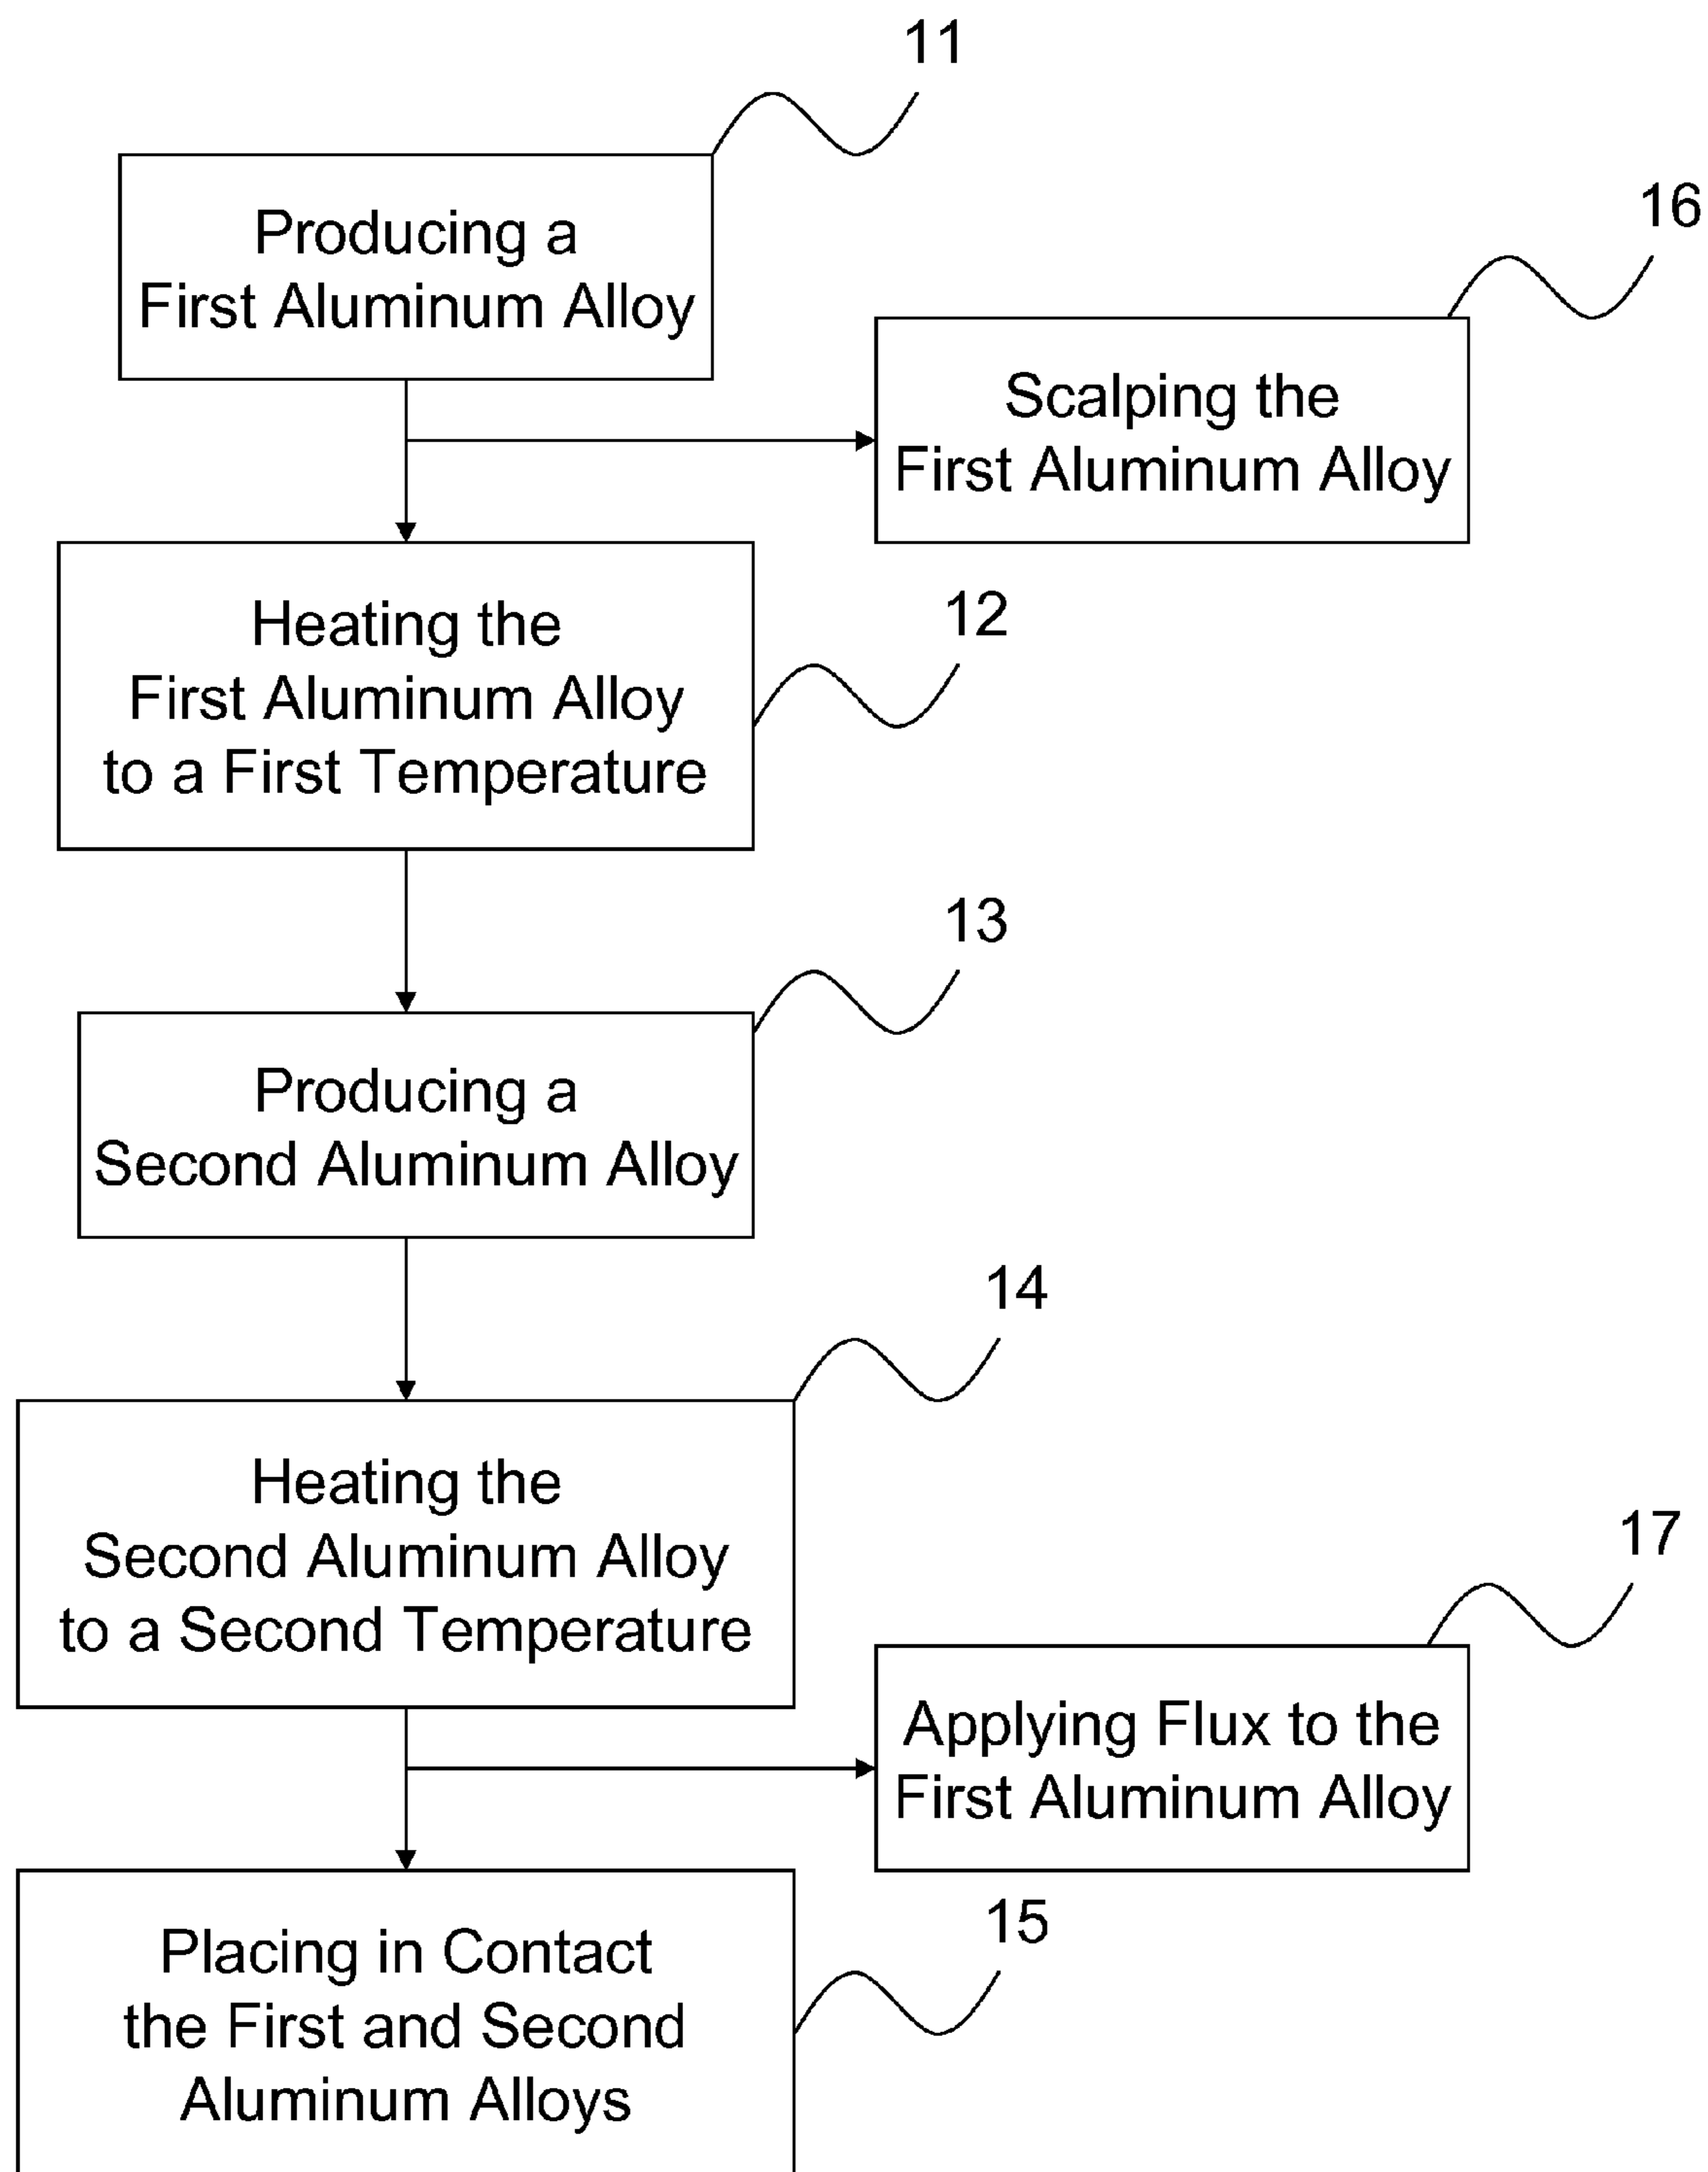 11
Producing a
First Aluminum Alloy
16
Scalping the
First Aluminum Alloy
12
Heating the
First Aluminum Alloy
to a First Temperature
13
Producing a
Second Aluminum Alloy
14
Heating the
Second Aluminum Alloy
to a Second Temperature
17
Applying Flux to the
First Aluminum Alloy
15
Placing in Contact
the First and Second
Aluminum Alloys